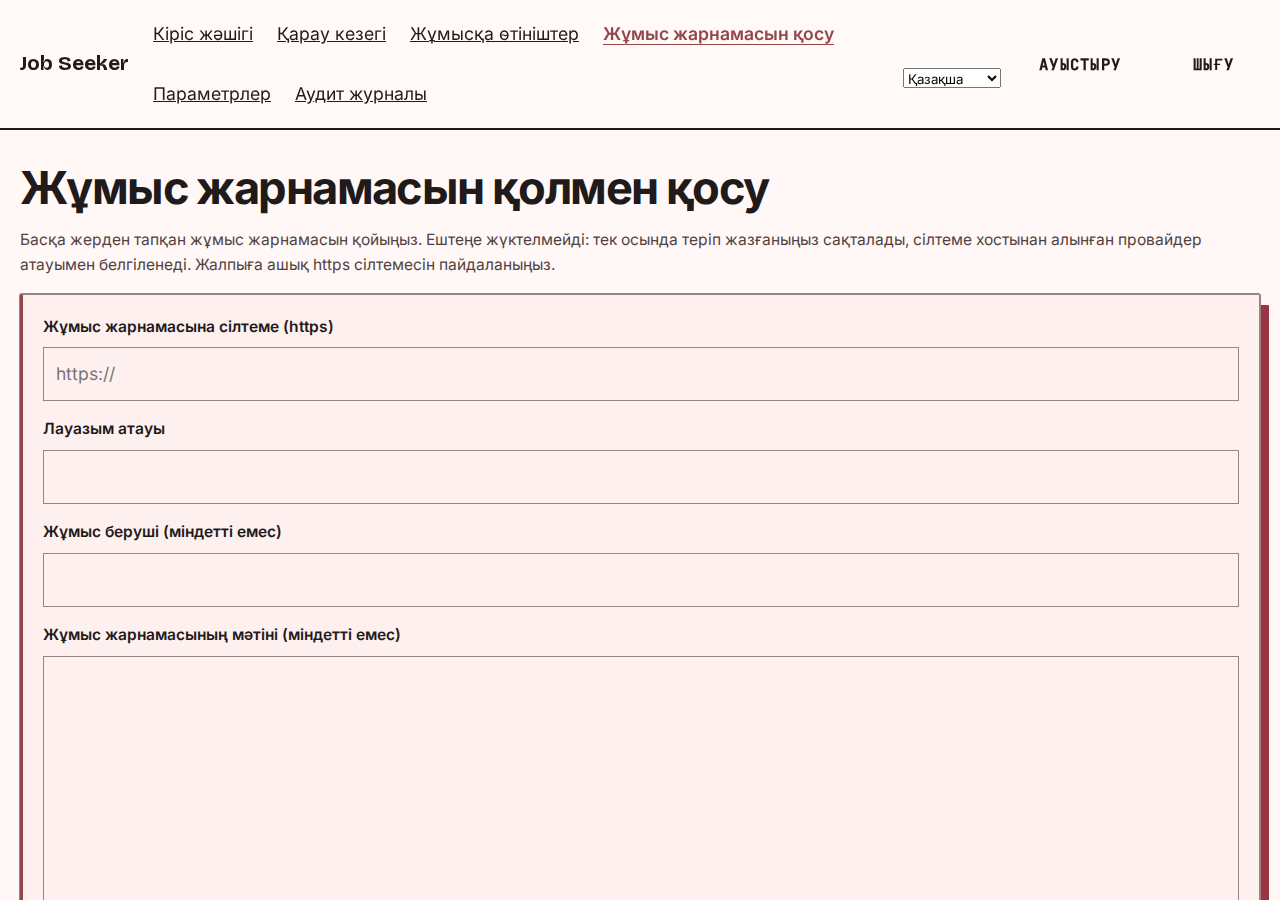 Job Seeker
Кіріс жәшігі Қарау кезегі Жұмысқа өтініштер Жұмыс жарнамасын қосу
Параметрлер Аудит журналы
Қазақша
АУЫСТЫРУ
ШЫҒУ
Жұмыс жарнамасын қолмен қосу
Басқа жерден тапқан жұмыс жарнамасын қойыңыз. Ештеңе жүктелмейді: тек осында теріп жазғаныңыз сақталады, сілтеме хостынан алынған провайдер
атауымен белгіленеді. Жалпыға ашық https сілтемесін пайдаланыңыз.
Жұмыс жарнамасына сілтеме (https)
https://
Лауазым атауы
Жұмыс беруші (міндетті емес)
Жұмыс жарнамасының мәтіні (міндетті емес)